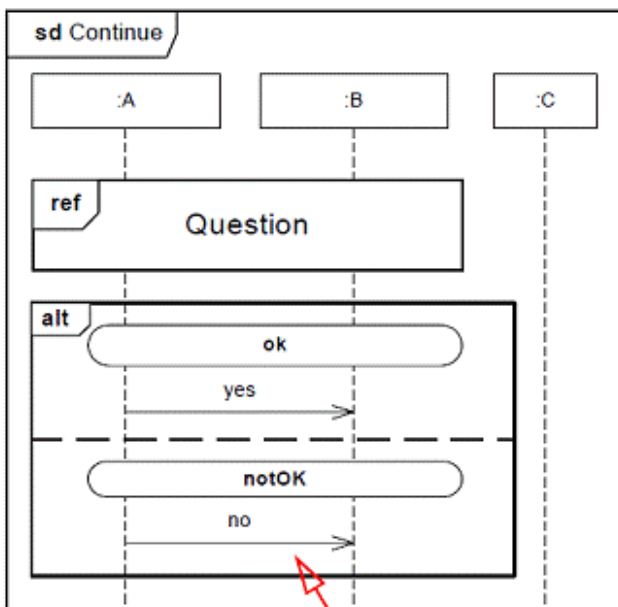 sd Continue
:A
:B
:C
ref
Question
alt
ok
yes
notOK
no